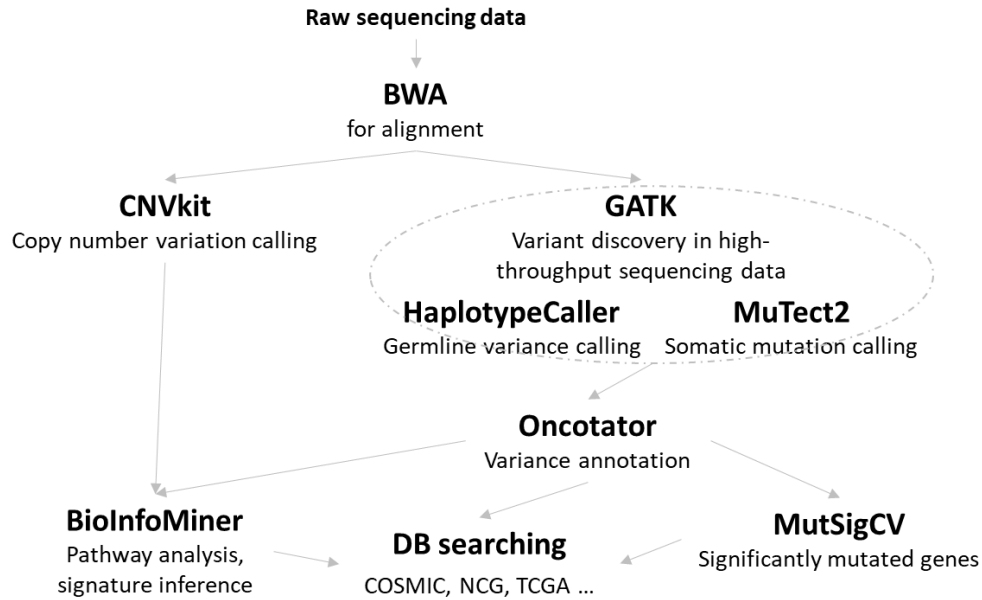 Raw sequencing data
BWA
for alignment
CNVkit
Copy number variation calling
GATK
Variant discovery in high-
throughput sequencing data
HaplotypeCaller
Germline variance calling
MuTect2
Somatic mutation calling
Oncotator
Variance annotation
BioInfoMiner
Pathway analysis,
signature inference
DB searching
COSMIC, NCG, TCGA ...
MutSigCV
Significantly mutated genes